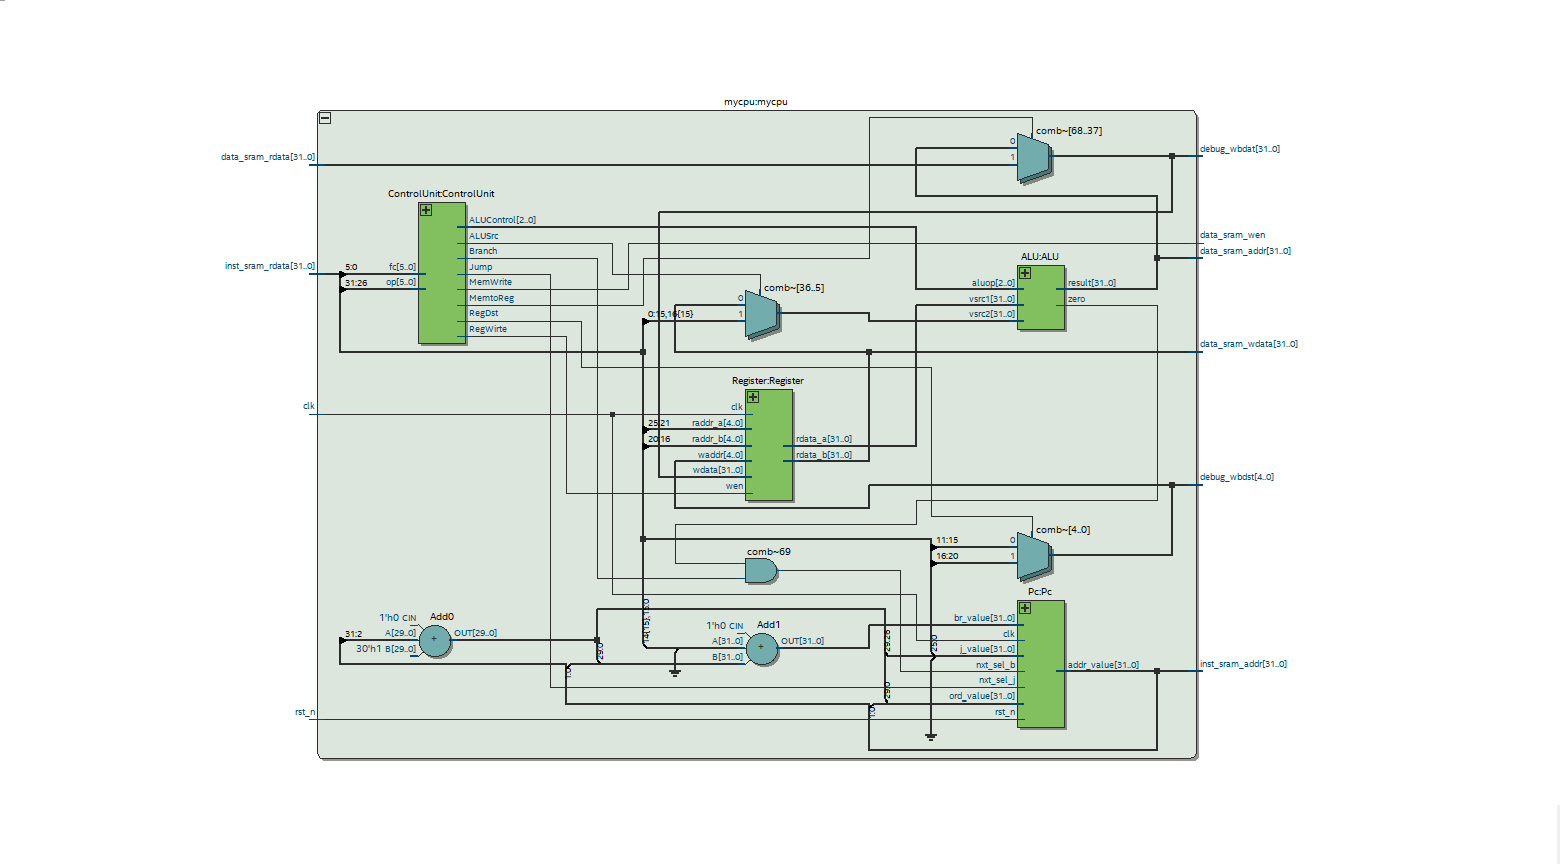 mycpu:mycpu
comb~[68..37]
0
1
data_sram_rdata[31..0]
debug_wbdat[31..0]
ControlUnit:ControlUnit
ALUControl[2..0]
ALUSrc
Branch
Jump
MemWrite
MemtoReg
RegDst
RegWirte
inst_sram_rdata[31..0]
5:0
fc[5..0]
31:26
op[5..0]
data_sram_wen
data_sram_addr[31..0]
ALU:ALU
aluop[2..0]
result[31..0]
vsrc1[31..0]
zero
vsrc2[31..0]
comb~[36..5]
0
0:15,16{15}
1
data_sram_wdata[31..0]
Register:Register
clk
clk
25:21
raddr_a[4..0]
20:16
raddr_b[4..0]
rdata_a[31..0]
waddr[4..0]
rdata_b[31..0]
wdata[31..0]
wen
debug_wbdst[4..0]
comb~[4..0]
11:15
0
16:20
1
comb~69
Pc:Pc
br_value[31..0]
clk
j_value[31..0]
nxt_sel_b
addr_value[31..0]
nxt_sel_j
ord_value[31..0]
rst_n
inst_sram_addr[31..0]
Add0
1'h0 CIN
31:2
A[29..0]
OUT[29..0]
30'h1 B[29..0]
+
Add1
1'h0 CIN
A[31..0]
OUT[31..0]
B[31..0]
+
14{15},15:0
29:0
1:0
29:26
25:0
29:0
1:0
rst_n